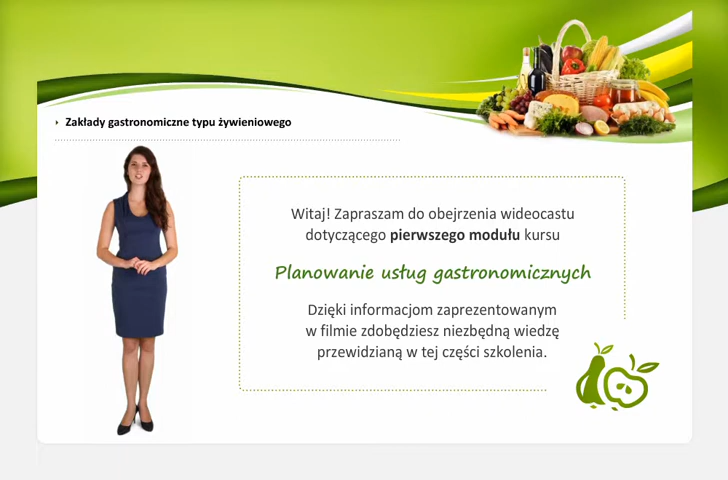 Zakłady gastronomiczne typu żywieniowego
Witaj! Zapraszam do obejrzenia wideocastu
dotyczącego pierwszego modułu kursu
Planowanie usług gastronomicznych
Dzięki informacjom zaprezentowanym
w filmie zdobędziesz niezbędną wiedzę
przewidzianą w tej części szkolenia.